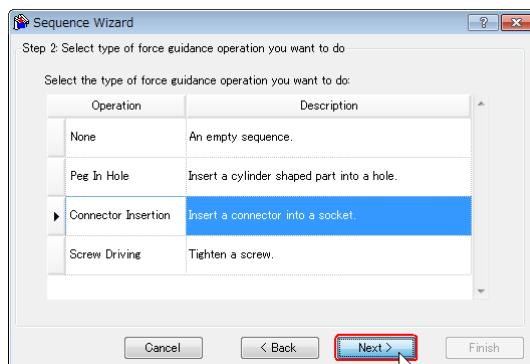 Sequence Wizard
Step 2: Select type of force guidance operation you want to do
Select the type of force guidance operation you want to do:
Operation Description
None An empty sequence.
Peg In Hole Insert a cylinder shaped part into a hole.
Connector Insertion Insert a connector into a socket.
Screw Driving Tighten a screw.
Cancel < Back Next > Finish